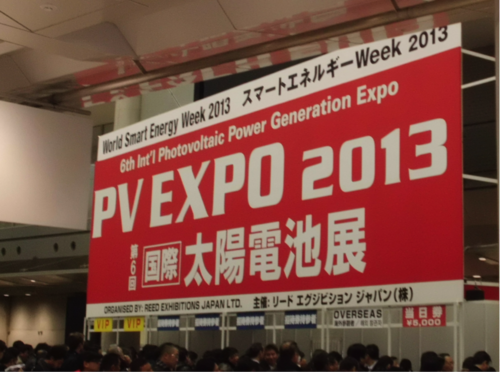 World Smart Energy Week 2013 スマートエネルギーWeek 2013
6th Int'l Photovoltaic Power Generation Expo
PV EXPO 2013
第6回 国際 太陽電池展
ORGANISED BY: REED EXHIBITIONS JAPAN LTD. 主催: リード エグジビション ジャパン(株)
VIP VIP OVERSEAS 当日券
¥5,000